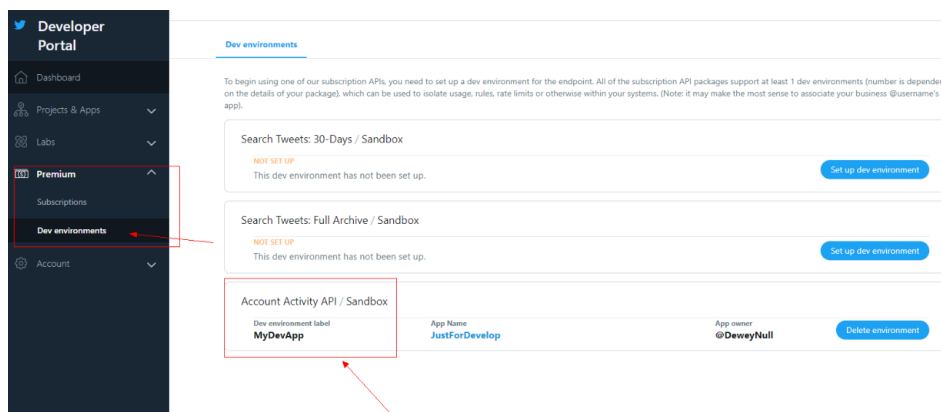 Developer
Portal
Dashboard
Projects & Apps
Labs
Premium
Subscriptions
Dev environments
Account
Dev environments
To begin using one of our subscription APIs, you need to set up a dev environment for the endpoint. All of the subscription API packages support at least 1 dev environments (number is depende
on the details of your package), which can be used to isolate usage, rules, rate limits or otherwise within your systems. (Note: it may make the most sense to associate your business @username's
app).
Search Tweets: 30-Days / Sandbox
NOT SET UP
This dev environment has not been set up.
Set up dev environment
Search Tweets: Full Archive / Sandbox
NOT SET UP
This dev environment has not been set up.
Set up dev environment
Account Activity API / Sandbox
Dev environment label App Name App owner
MyDevApp JustForDevelop @DeweyNull
Delete environment